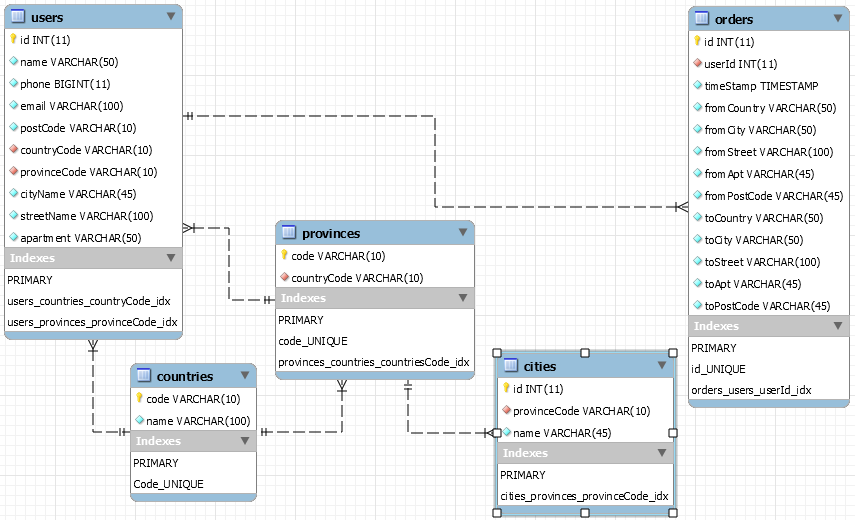 users
id INT(11)
name VARCHAR(50)
phone BIGINT(11)
email VARCHAR(100)
postCode VARCHAR(10)
countryCode VARCHAR(10)
provinceCode VARCHAR(10)
cityName VARCHAR(45)
streetName VARCHAR(100)
apartment VARCHAR(50)
Indexes
PRIMARY
users_countries_countryCode_idx
users_provinces_provinceCode_idx
countries
code VARCHAR(10)
name VARCHAR(100)
Indexes
PRIMARY
Code_UNIQUE
provinces
code VARCHAR(10)
countryCode VARCHAR(10)
Indexes
PRIMARY
code_UNIQUE
provinces_countries_countriesCode_idx
cities
id INT(11)
provinceCode VARCHAR(10)
name VARCHAR(45)
Indexes
PRIMARY
cities_provinces_provinceCode_idx
orders
id INT(11)
userId INT(11)
timeStamp TIMESTAMP
fromCountry VARCHAR(50)
fromCity VARCHAR(50)
fromStreet VARCHAR(100)
fromApt VARCHAR(45)
fromPostCode VARCHAR(45)
toCountry VARCHAR(50)
toCity VARCHAR(50)
toStreet VARCHAR(100)
toApt VARCHAR(45)
toPostCode VARCHAR(45)
Indexes
PRIMARY
id_UNIQUE
orders_users_userId_idx